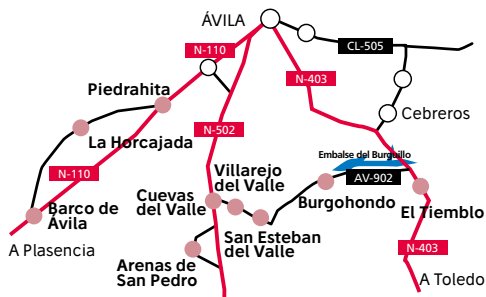 ÁVILA
N-110
CL-505
N-403
Piedrahita
Cebreros
N-502
La Horcajada
Embalse del Burguillo
Villarejo
del Valle
N-110
AV-902
Cuevas
del Valle
Burgohondo
El Tiemblo
Barco de
Ávila
San Esteban
del Valle
A Plasencia
N-403
Arenas de
San Pedro
A Toledo